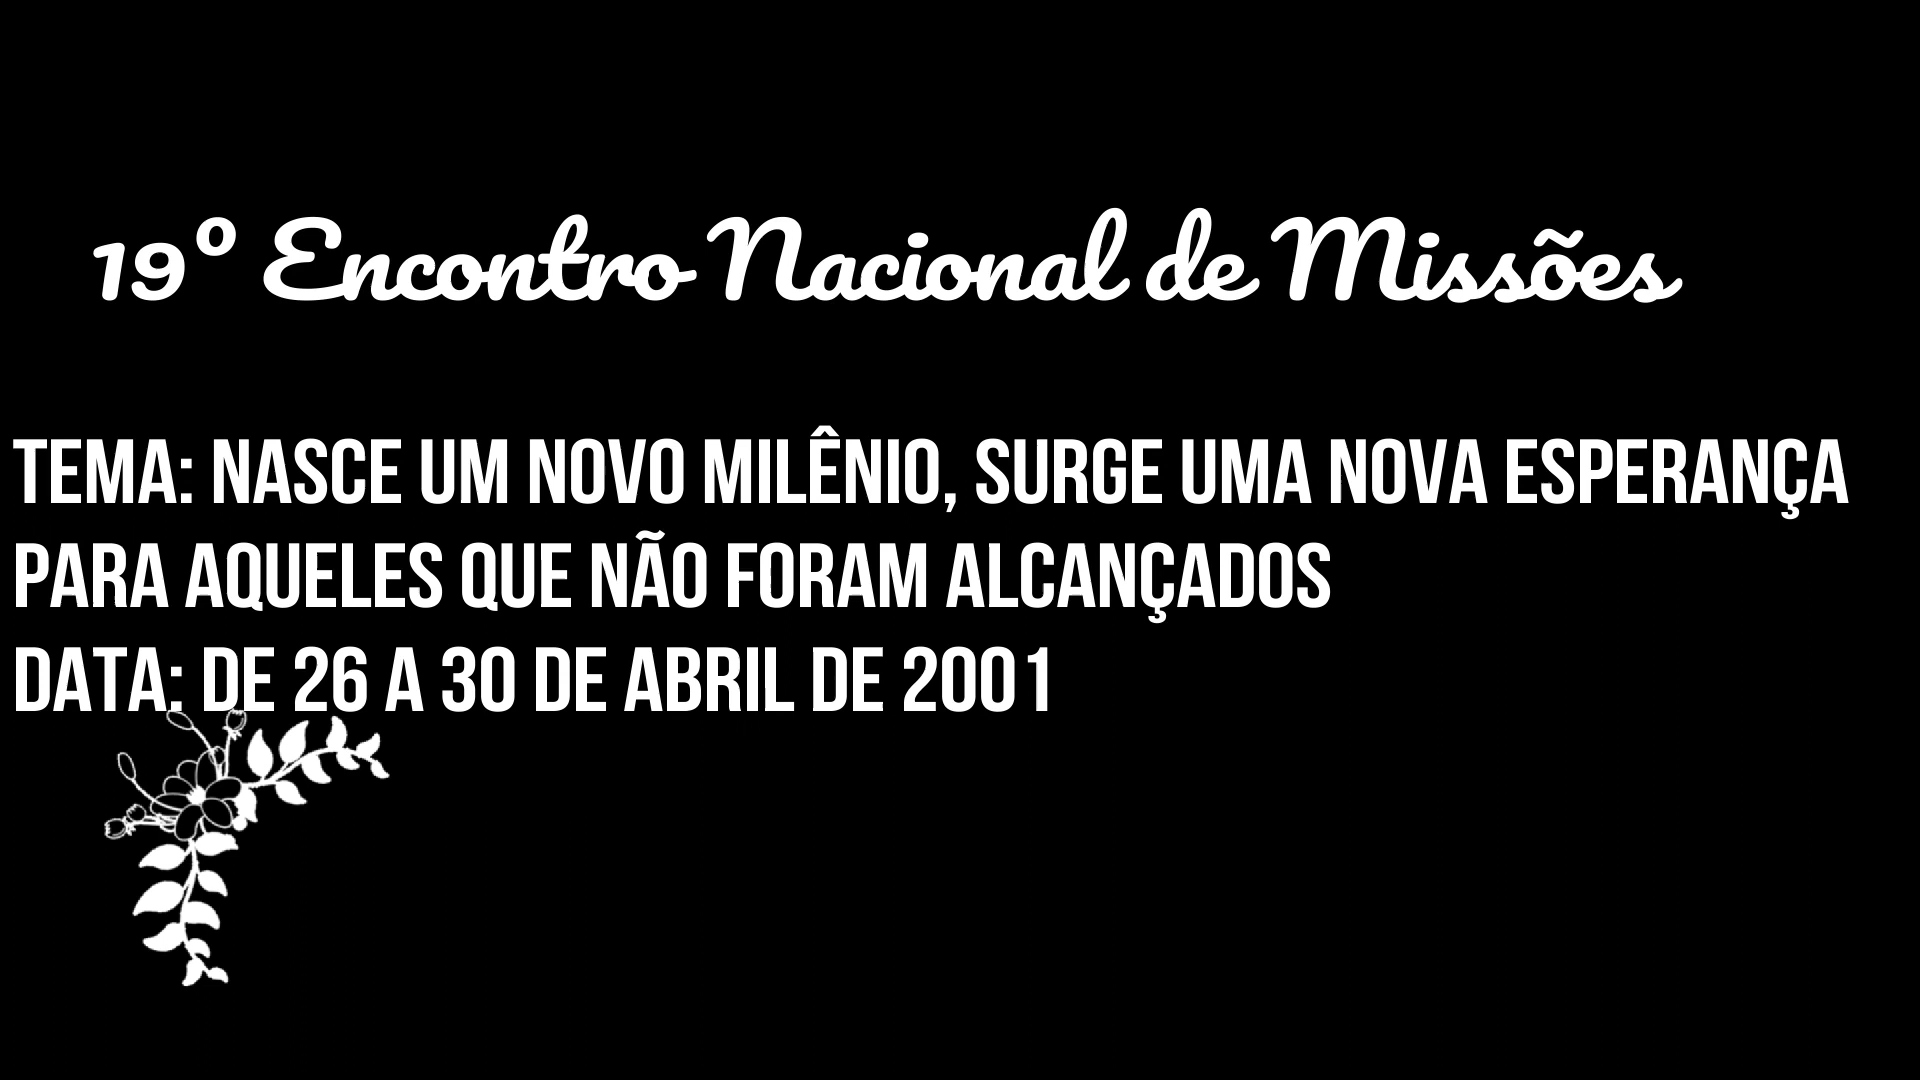 19º Encontro Nacional de Missões
TEMA: NASCE UM NOVO MILÊNIO, SURGE UMA NOVA ESPERANÇA
PARA AQUELES QUE NÃO FORAM ALCANÇADOS
DATA: DE 26 A 30 DE ABRIL DE 2001